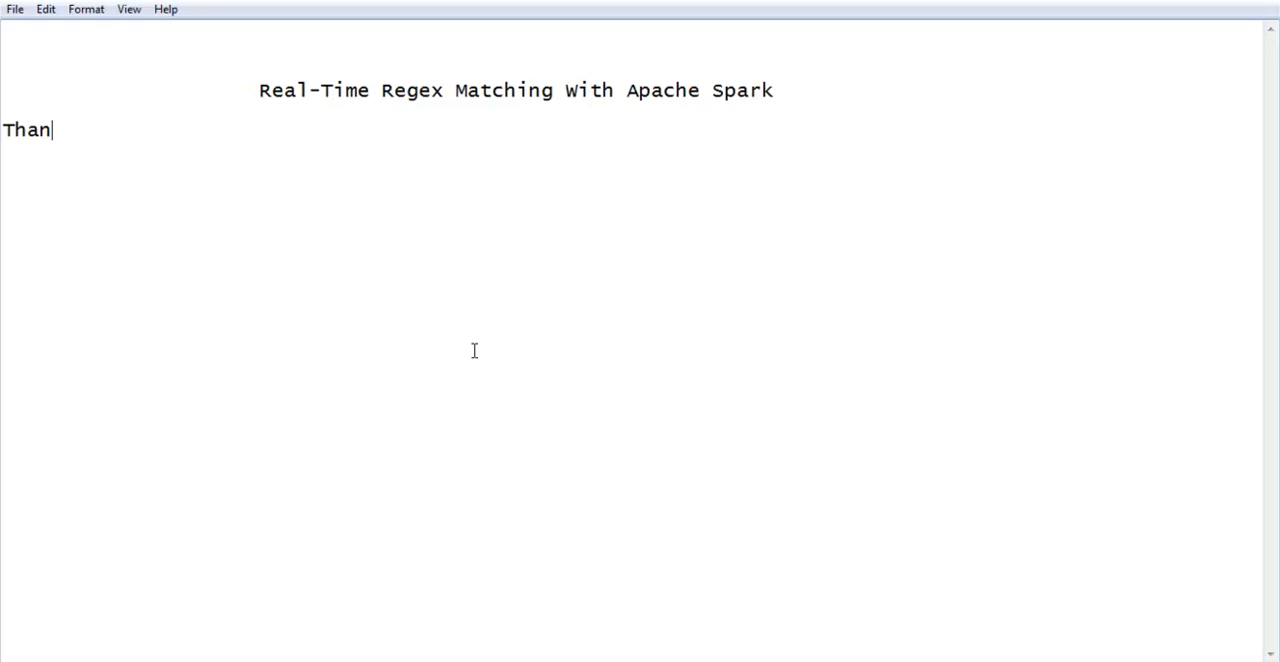 File Edit Format View Help
Real-Time Regex Matching With Apache Spark
Than